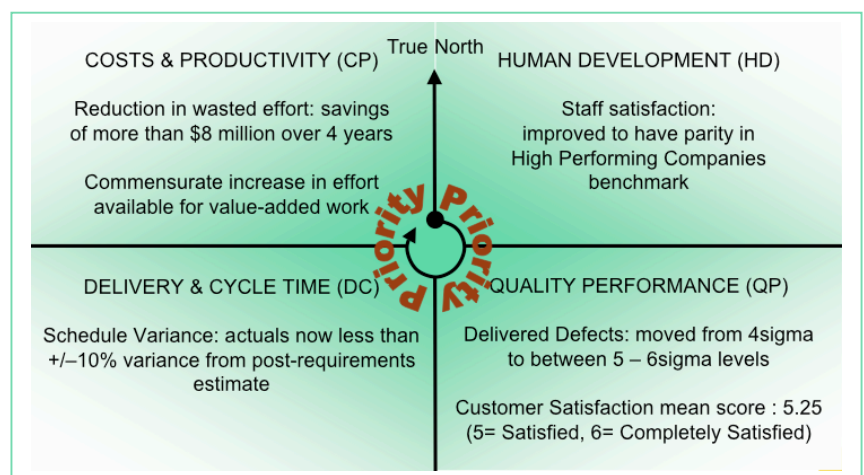 True North
COSTS & PRODUCTIVITY (CP)
Reduction in wasted effort: savings
of more than $8 million over 4 years
Commensurate increase in effort
available for value-added work
HUMAN DEVELOPMENT (HD)
Staff satisfaction:
improved to have parity in
High Performing Companies
benchmark
Priority Priority Priority
DELIVERY & CYCLE TIME (DC)
Schedule Variance: actuals now less than
+/–10% variance from post-requirements
estimate
QUALITY PERFORMANCE (QP)
Delivered Defects: moved from 4sigma
to between 5 – 6sigma levels
Customer Satisfaction mean score : 5.25
(5= Satisfied, 6= Completely Satisfied)